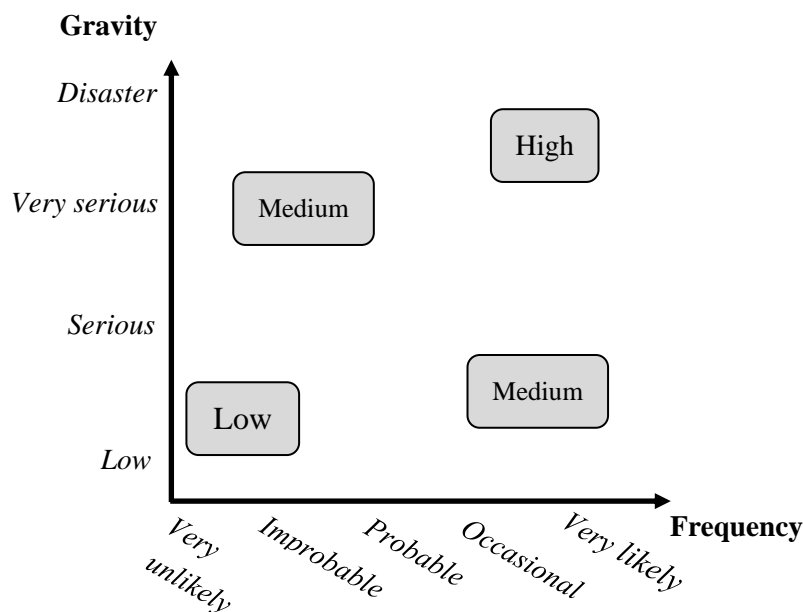 Gravity
Disaster
High
Very serious
Medium
Serious
Medium
Low
Low
Very
unlikely
Improbable
Probable
Occasional
Very likely
Frequency